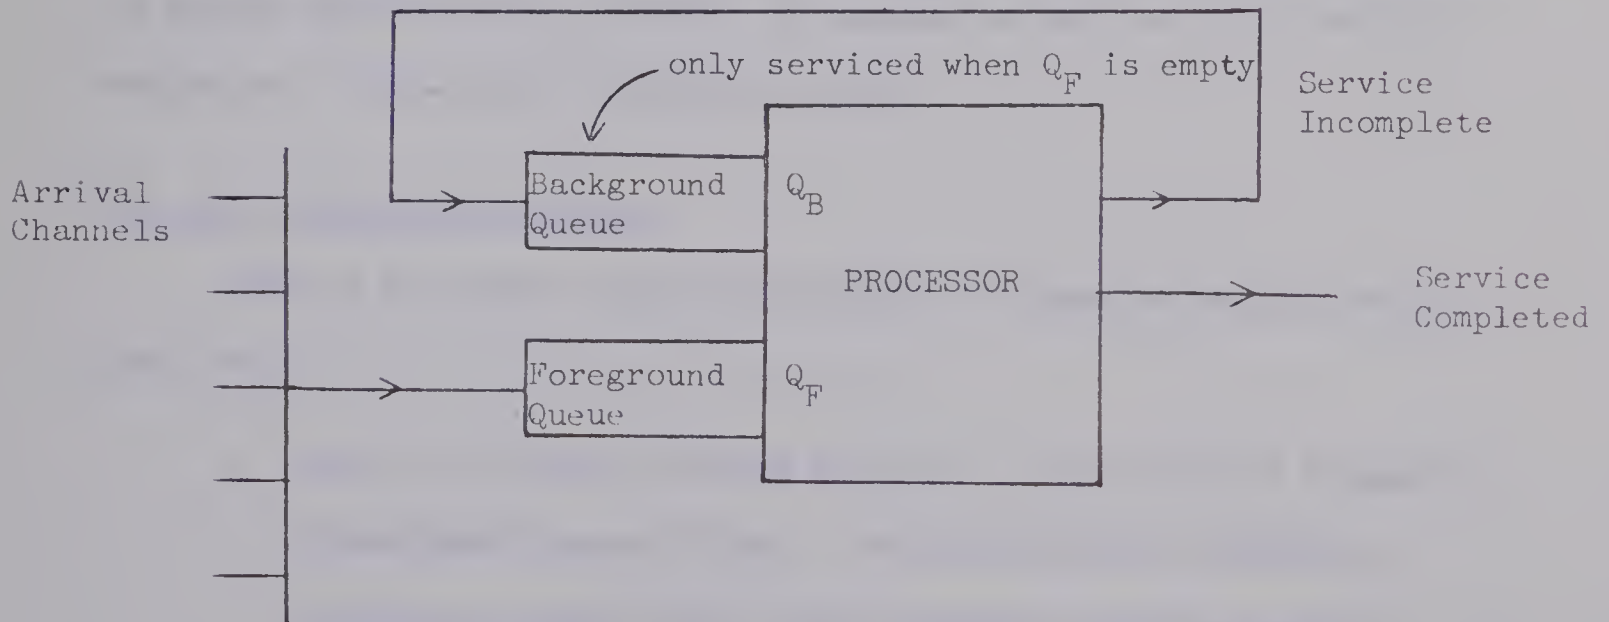 only serviced when Q_F is empty
Service
Incomplete
Arrival
Channels
Background
Queue
Q_B
PROCESSOR
Service
Completed
Foreground
Queue
Q_F